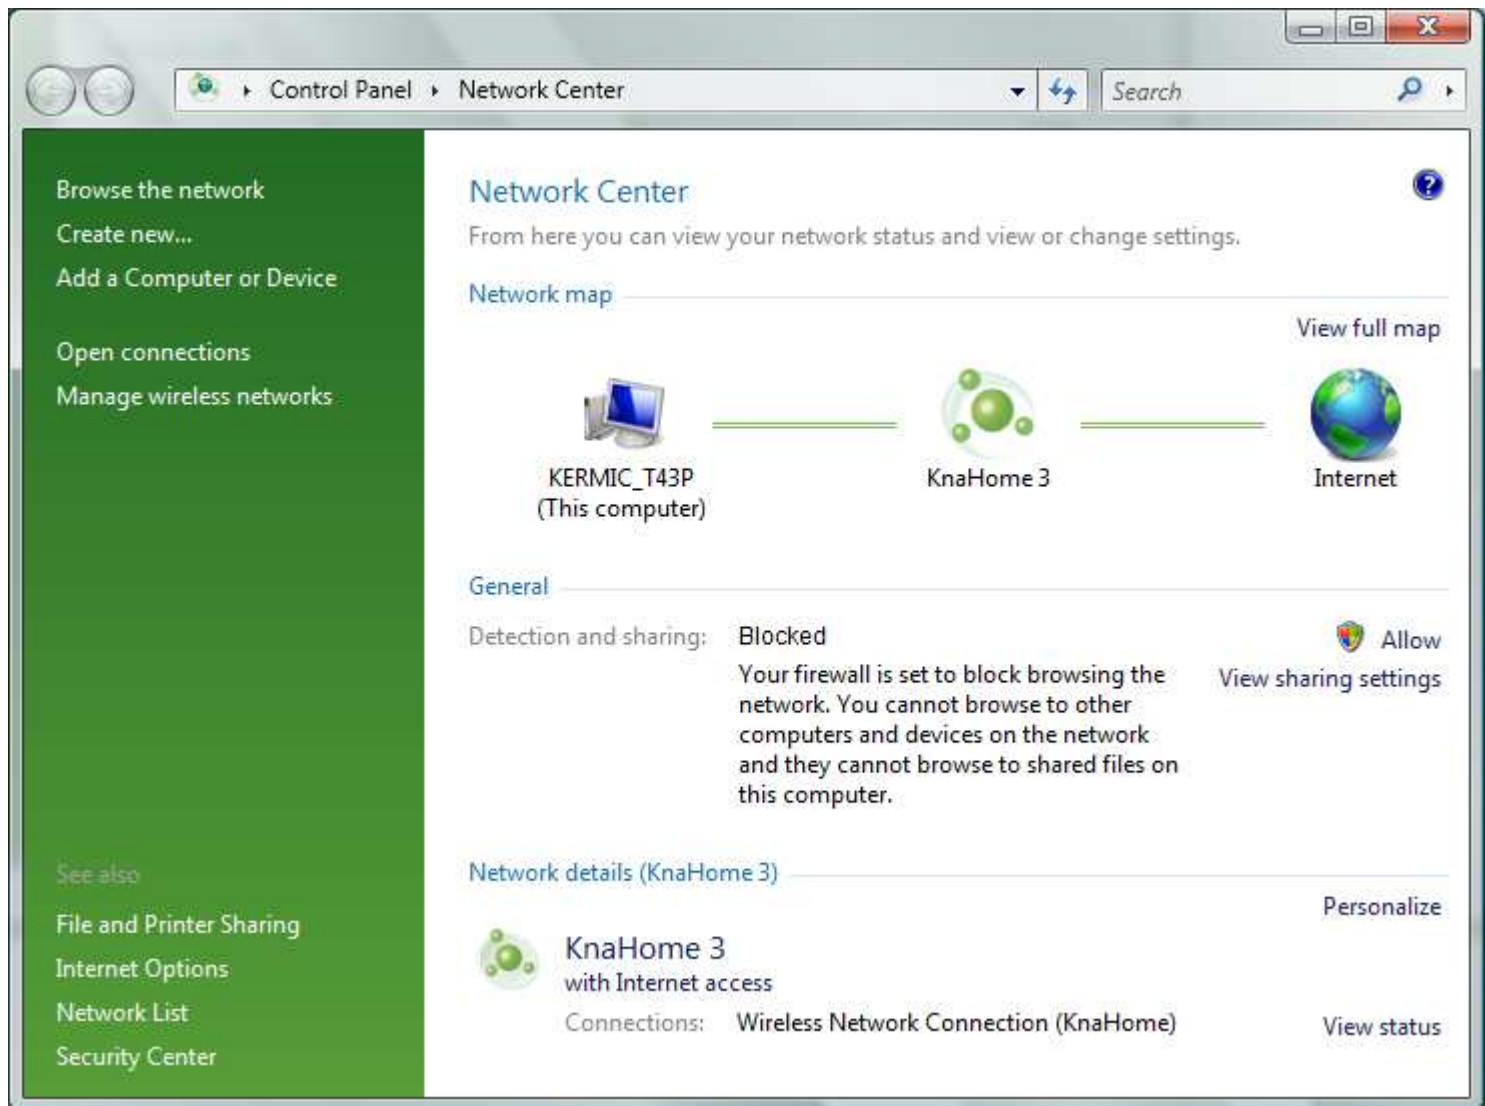 Control Panel Network Center
Search
Browse the network
Create new...
Add a Computer or Device
Open connections
Manage wireless networks
See also
File and Printer Sharing
Internet Options
Network List
Security Center
Network Center
From here you can view your network status and view or change settings.
Network map
View full map
KERMIC_T43P
(This computer)
KnaHome 3
Internet
General
Detection and sharing: Blocked
Allow
Your firewall is set to block browsing the
network. You cannot browse to other
computers and devices on the network
and they cannot browse to shared files on
this computer.
View sharing settings
Network details (KnaHome 3)
Personalize
KnaHome 3
with Internet access
Connections: Wireless Network Connection (KnaHome)
View status